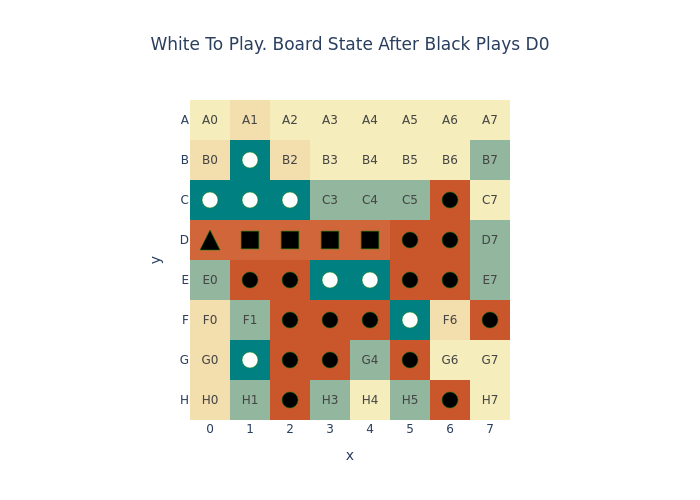 White To Play. Board State After Black Plays D0
A A0 A1 A2 A3 A4 A5 A6 A7
B B0 B2 B3 B4 B5 B6 B7
C C3 C4 C5 C7
D D7
y
E E0 E7
F F0 F1 F6
G G0 G4 G6 G7
H H0 H1 H3 H4 H5 H7
0 1 2 3 4 5 6 7
x